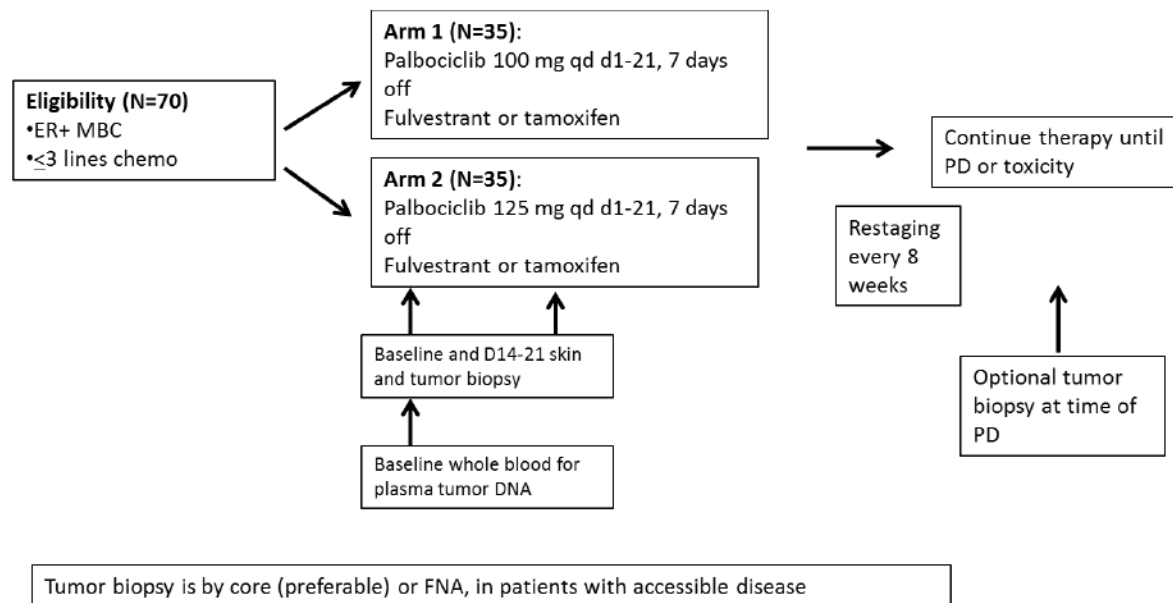 Eligibility (N=70)
•ER+ MBC
•≤3 lines chemo
Arm 1 (N=35):
Palbociclib 100 mg qd d1-21, 7 days
off
Fulvestrant or tamoxifen
Arm 2 (N=35):
Palbociclib 125 mg qd d1-21, 7 days
off
Fulvestrant or tamoxifen
Baseline and D14-21 skin
and tumor biopsy
Baseline whole blood for
plasma tumor DNA
Continue therapy until
PD or toxicity
Restaging
every 8
weeks
Optional tumor
biopsy at time of
PD
Tumor biopsy is by core (preferable) or FNA, in patients with accessible disease